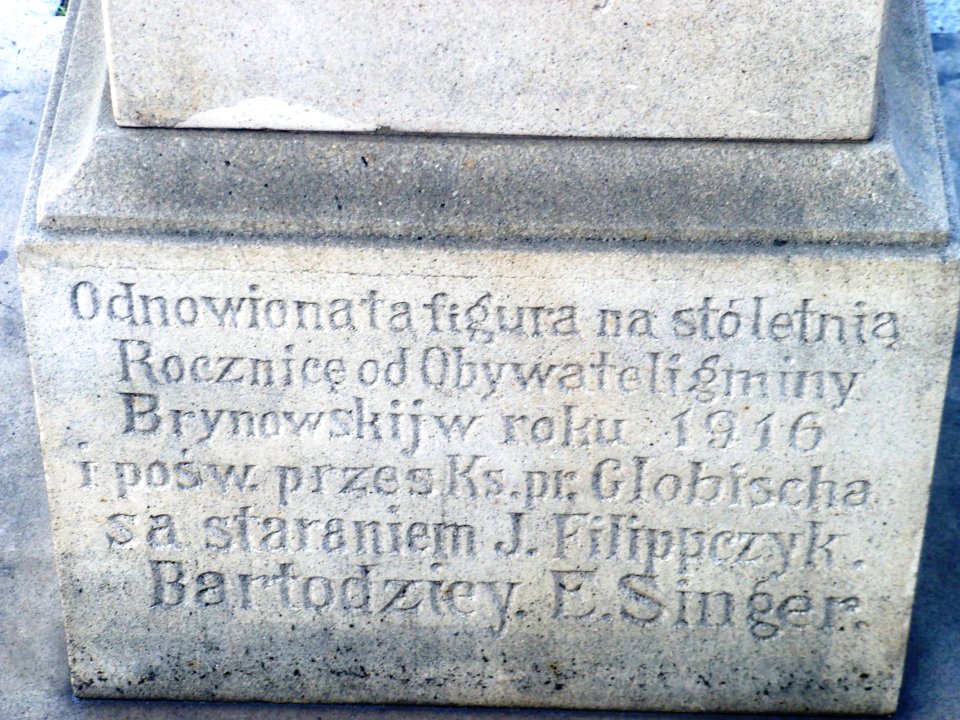 Odnowiona ta figura na stóletnią
Rocznicę od Obywateli gminy
Brynowskij w roku 1916
i pośw. przes Ks. pr. Globischa
sa staraniem J. Filippczyk.
Bartodziey. E. Singer.